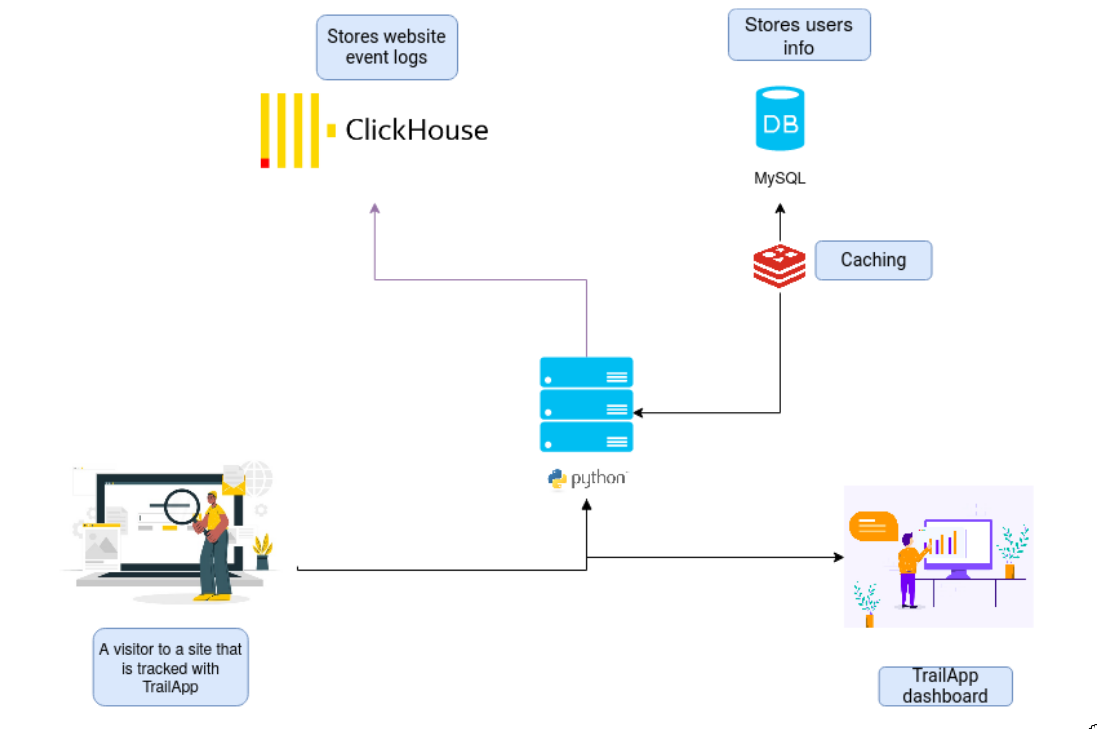 Stores website
event logs
ClickHouse
Stores users
info
DB
MySQL
Caching
python
A visitor to a site that
is tracked with
TrailApp
TrailApp
dashboard